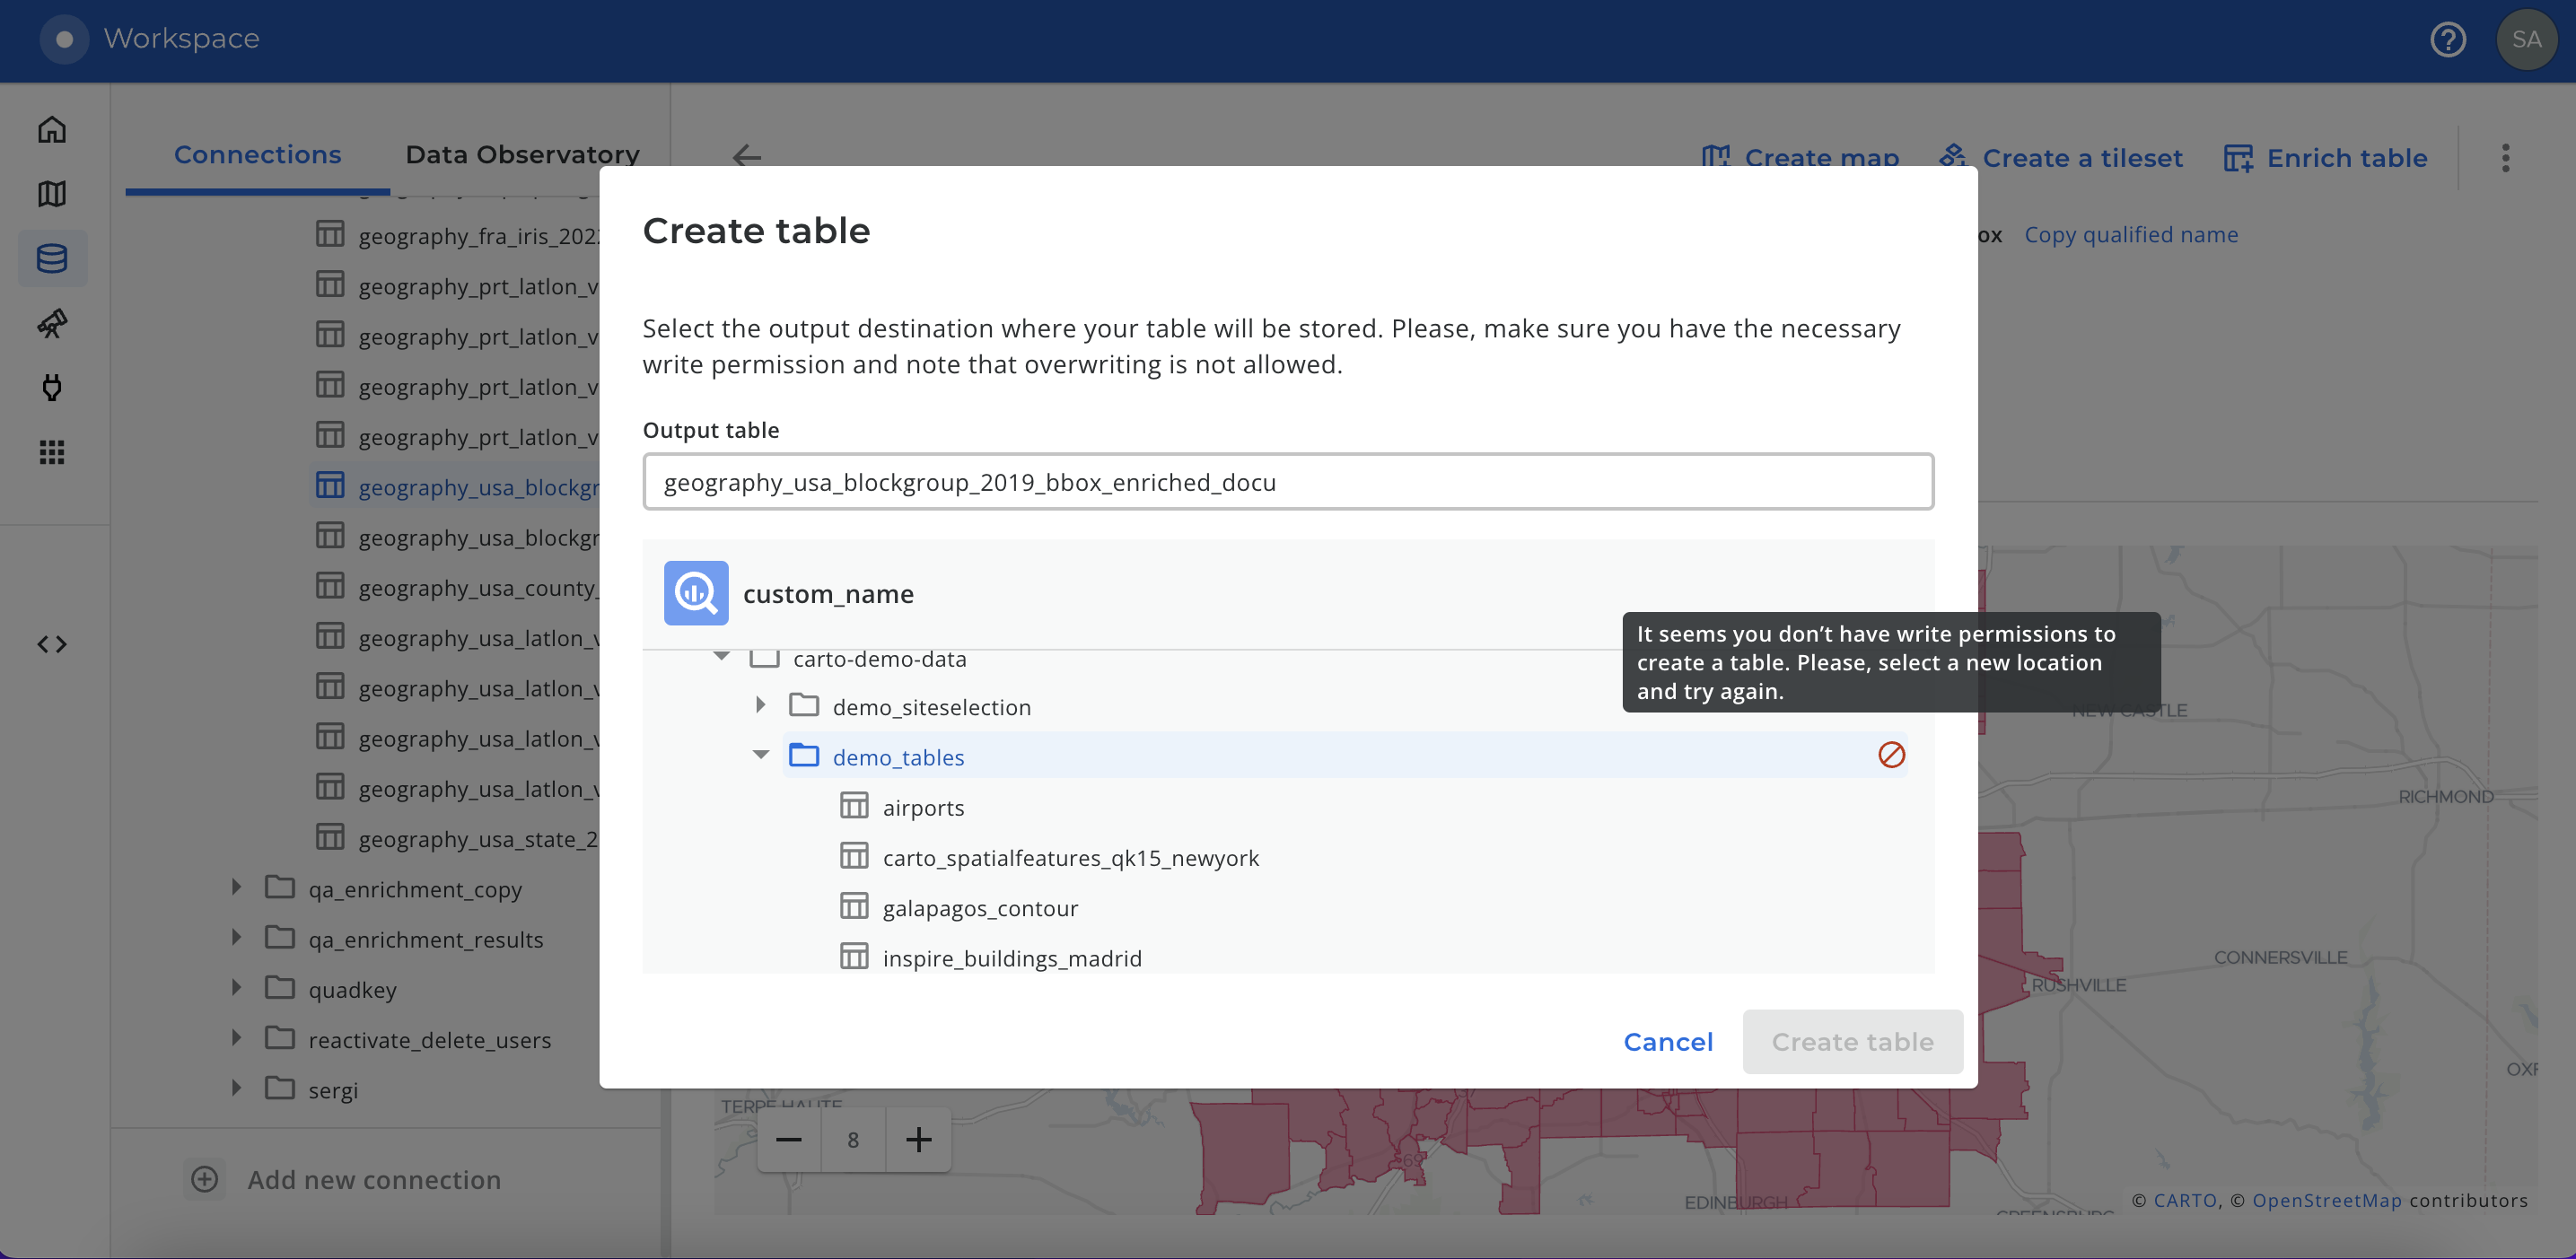 Workspace
SA
Connections
Data Observatory
Create map
Create a tileset
Enrich table
Copy qualified name
geography_fra_iris_202
geography_prt_latlon_v
geography_prt_latlon_v
geography_prt_latlon_v
geography_prt_latlon_v
geography_usa_blockgr
geography_usa_blockgr
geography_usa_county_
geography_usa_latlon_v
geography_usa_latlon_v
geography_usa_latlon_v
geography_usa_latlon_v
geography_usa_state_2
qa_enrichment_copy
qa_enrichment_results
quadkey
reactivate_delete_users
sergi
Add new connection
Create table
Select the output destination where your table will be stored. Please, make sure you have the necessary
write permission and note that overwriting is not allowed.
Output table
geography_usa_blockgroup_2019_bbox_enriched_docu
custom_name
It seems you don’t have write permissions to
create a table. Please, select a new location
and try again.
carto-demo-data
demo_siteselection
demo_tables
airports
carto_spatialfeatures_qk15_newyork
galapagos_contour
inspire_buildings_madrid
Cancel
Create table
NEW CASTLE
RICHMOND
CONNERSVILLE
RUSHVILLE
TERRE HAUTE
8
69
EDINBURGH
GREENSBURG
© CARTO, © OpenStreetMap contributors